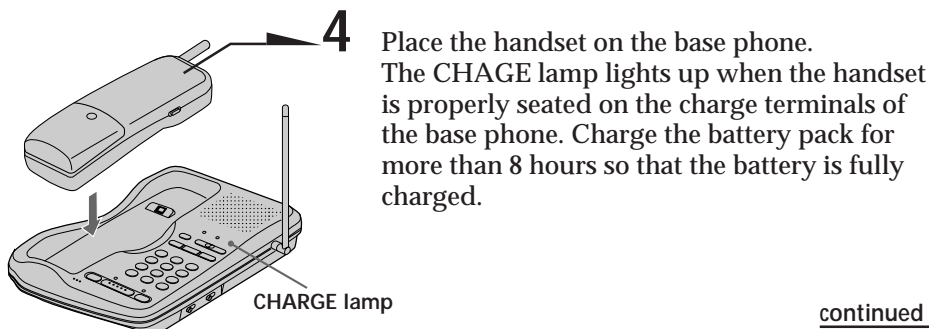 4
Place the handset on the base phone.
The CHAGE lamp lights up when the handset
is properly seated on the charge terminals of
the base phone. Charge the battery pack for
more than 8 hours so that the battery is fully
charged.
CHARGE lamp
continued